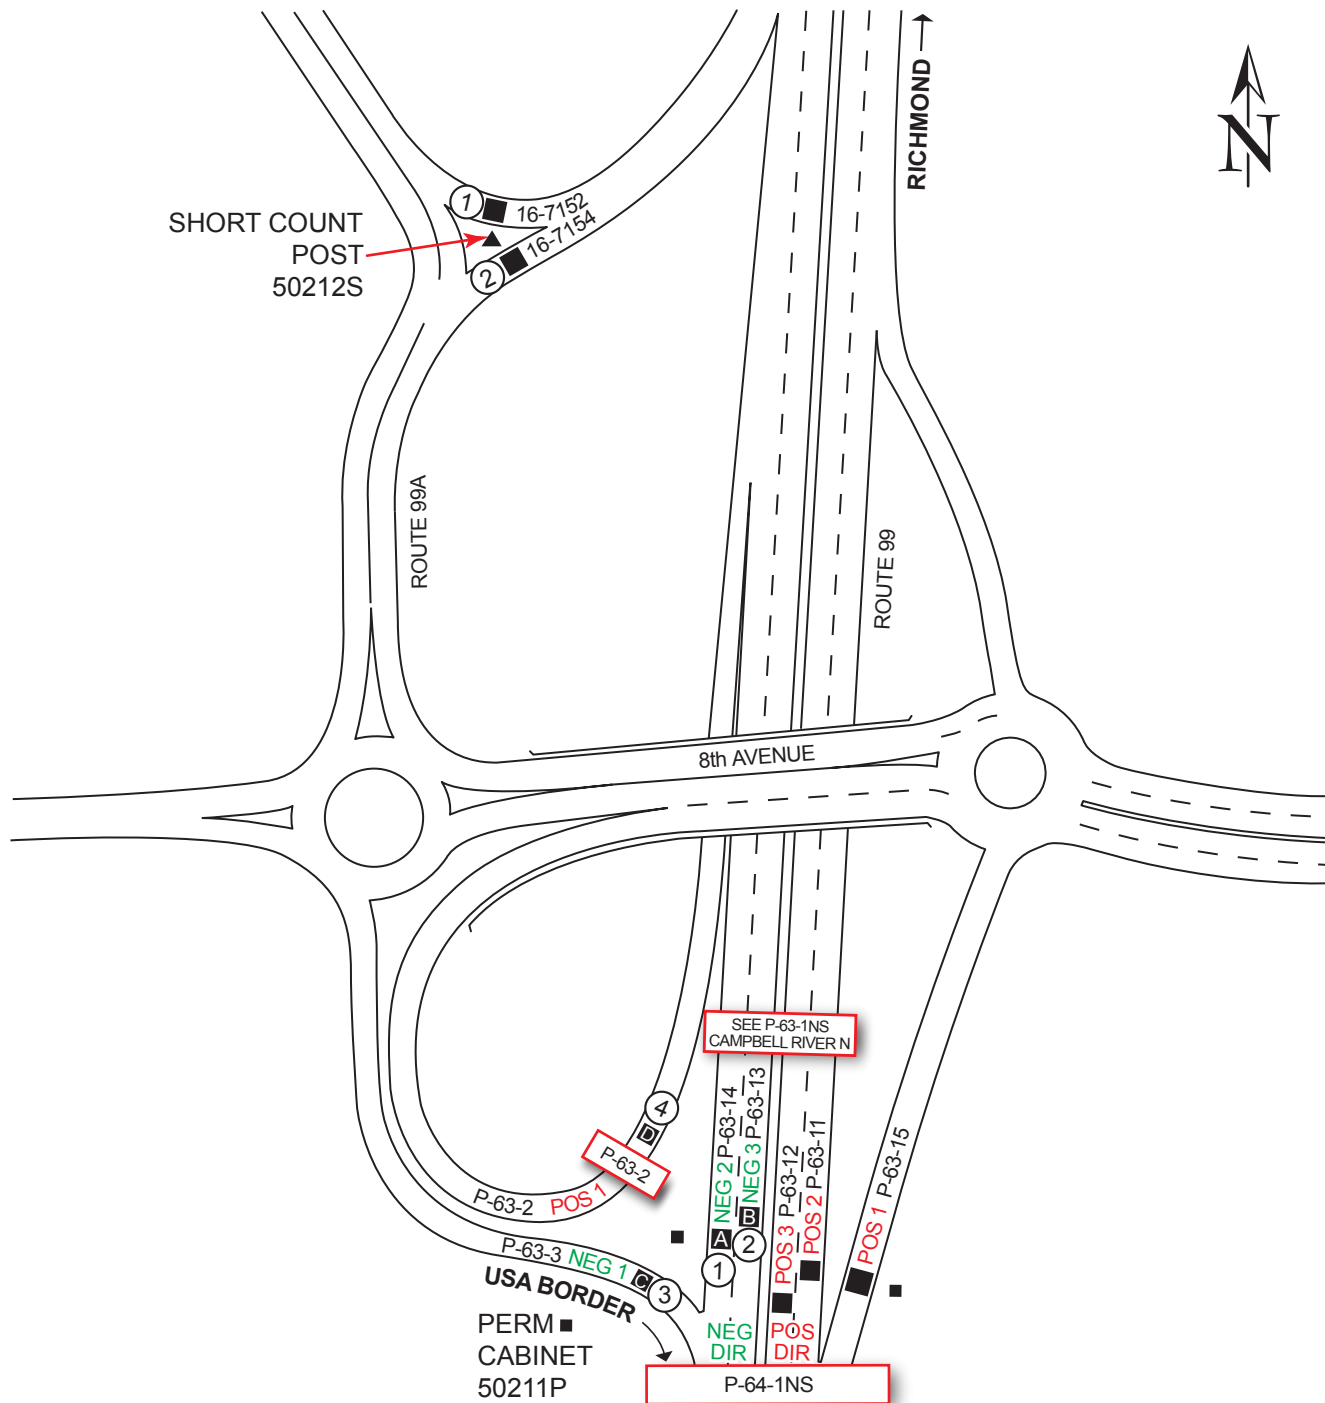 RICHMOND
N
1
16-7152
SHORT COUNT
POST
50212S
16-7154
2
ROUTE 99A
ROUTE 99
8th AVENUE
SEE P-63-1NS
CAMPBELL RIVER N
4
D
P-63-2
P-63-2 POS 1
NEG 2 P-63-14
NEG 3 P-63-13
POS 3 P-63-12
POS 2 P-63-11
POS 1 P-63-15
A
B
1
2
P-63-3 NEG 1
C
3
USA BORDER
PERM
CABINET
50211P
NEG
DIR
POS
DIR
P-64-1NS